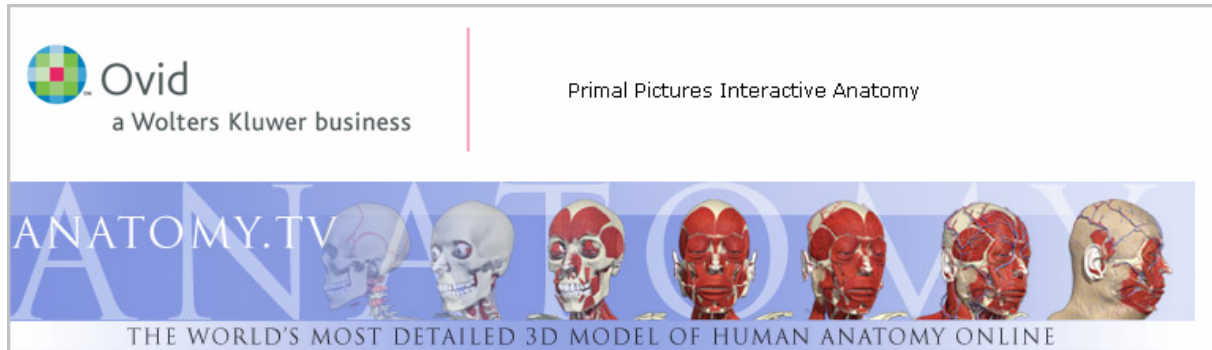 Ovid
a Wolters Kluwer business
Primal Pictures Interactive Anatomy
ANATOMY
ANATOMY.TV
THE WORLD'S MOST DETAILED 3D MODEL OF HUMAN ANATOMY ONLINE